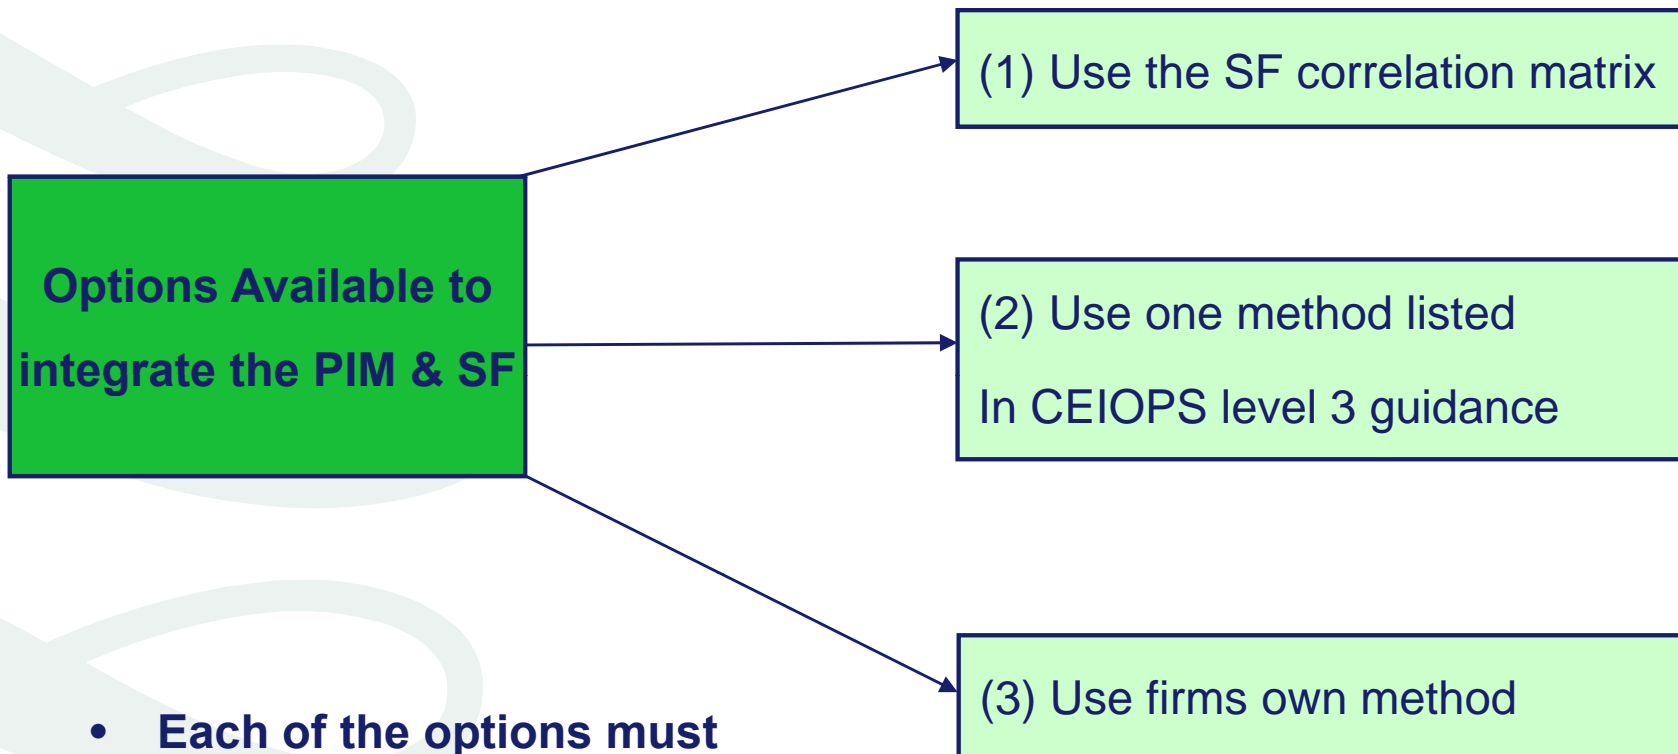 (1) Use the SF correlation matrix
Options Available to
integrate the PIM & SF
(2) Use one method listed
In CEIOPS level 3 guidance
(3) Use firms own method
• Each of the options must